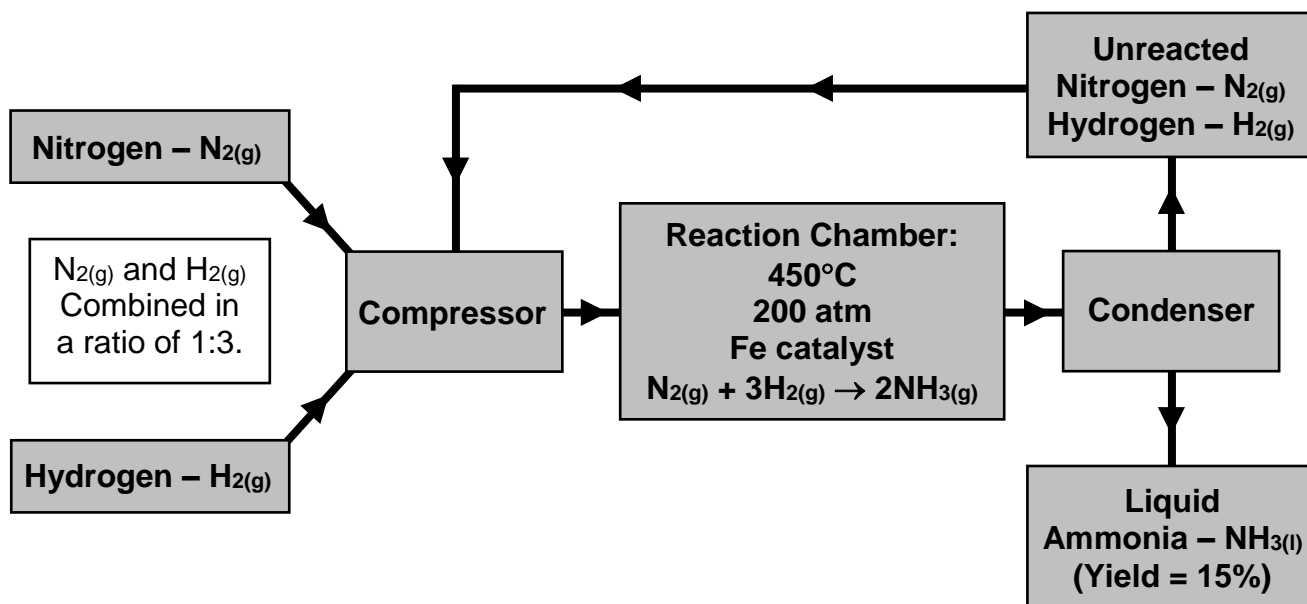 Nitrogen – N2(g)
N2(g) and H2(g)
Combined in
a ratio of 1:3.
Hydrogen – H2(g)
Compressor
Reaction Chamber:
450°C
200 atm
Fe catalyst
N2(g) + 3H2(g) → 2NH3(g)
Condenser
Unreacted
Nitrogen – N2(g)
Hydrogen – H2(g)
Liquid
Ammonia – NH3(l)
(Yield = 15%)